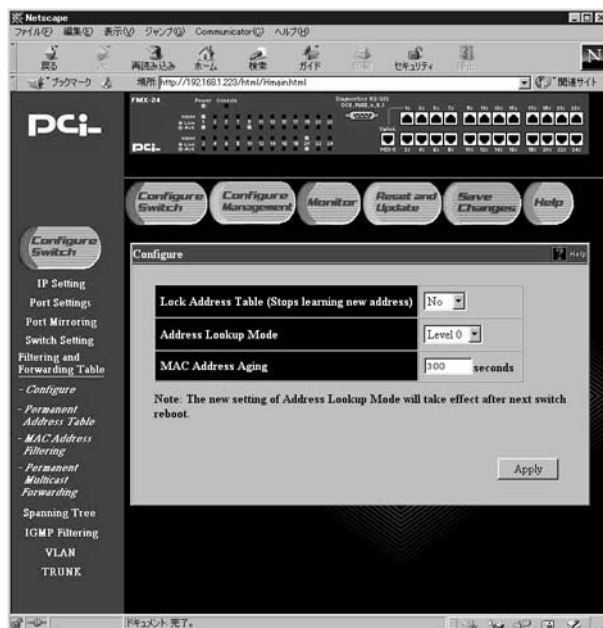 Netscape
ファイル(F) 編集(E) 表示(V) ジャンプ(G) Communicator(C) ヘルプ(H)
戻る 再読み込み ホーム 検索 ガイド 印刷 セキュリティ 停止
ブックマーク 場所: http://192.168.1.223/html/Hmain.html 関連サイト
PCi-
FMX-24
Power Console
Diagnostics RS-232
PCi-
Configure Switch
Configure Management
Monitor
Reset and Update
Save Changes
Help
Configure Switch
IP Setting
Port Settings
Port Mirroring
Switch Setting
Filtering and
Forwarding Table
- Configure
- Permanent
Address Table
- MAC Address
Filtering
- Permanent
Multicast
Forwarding
Spanning Tree
IGMP Filtering
VLAN
TRUNK
Configure
? Help
Lock Address Table (Stops learning new address) No
Address Lookup Mode Level 0
MAC Address Aging 300 seconds
Note: The new setting of Address Lookup Mode will take effect after next switch
reboot.
Apply
ドキュメント: 完了。